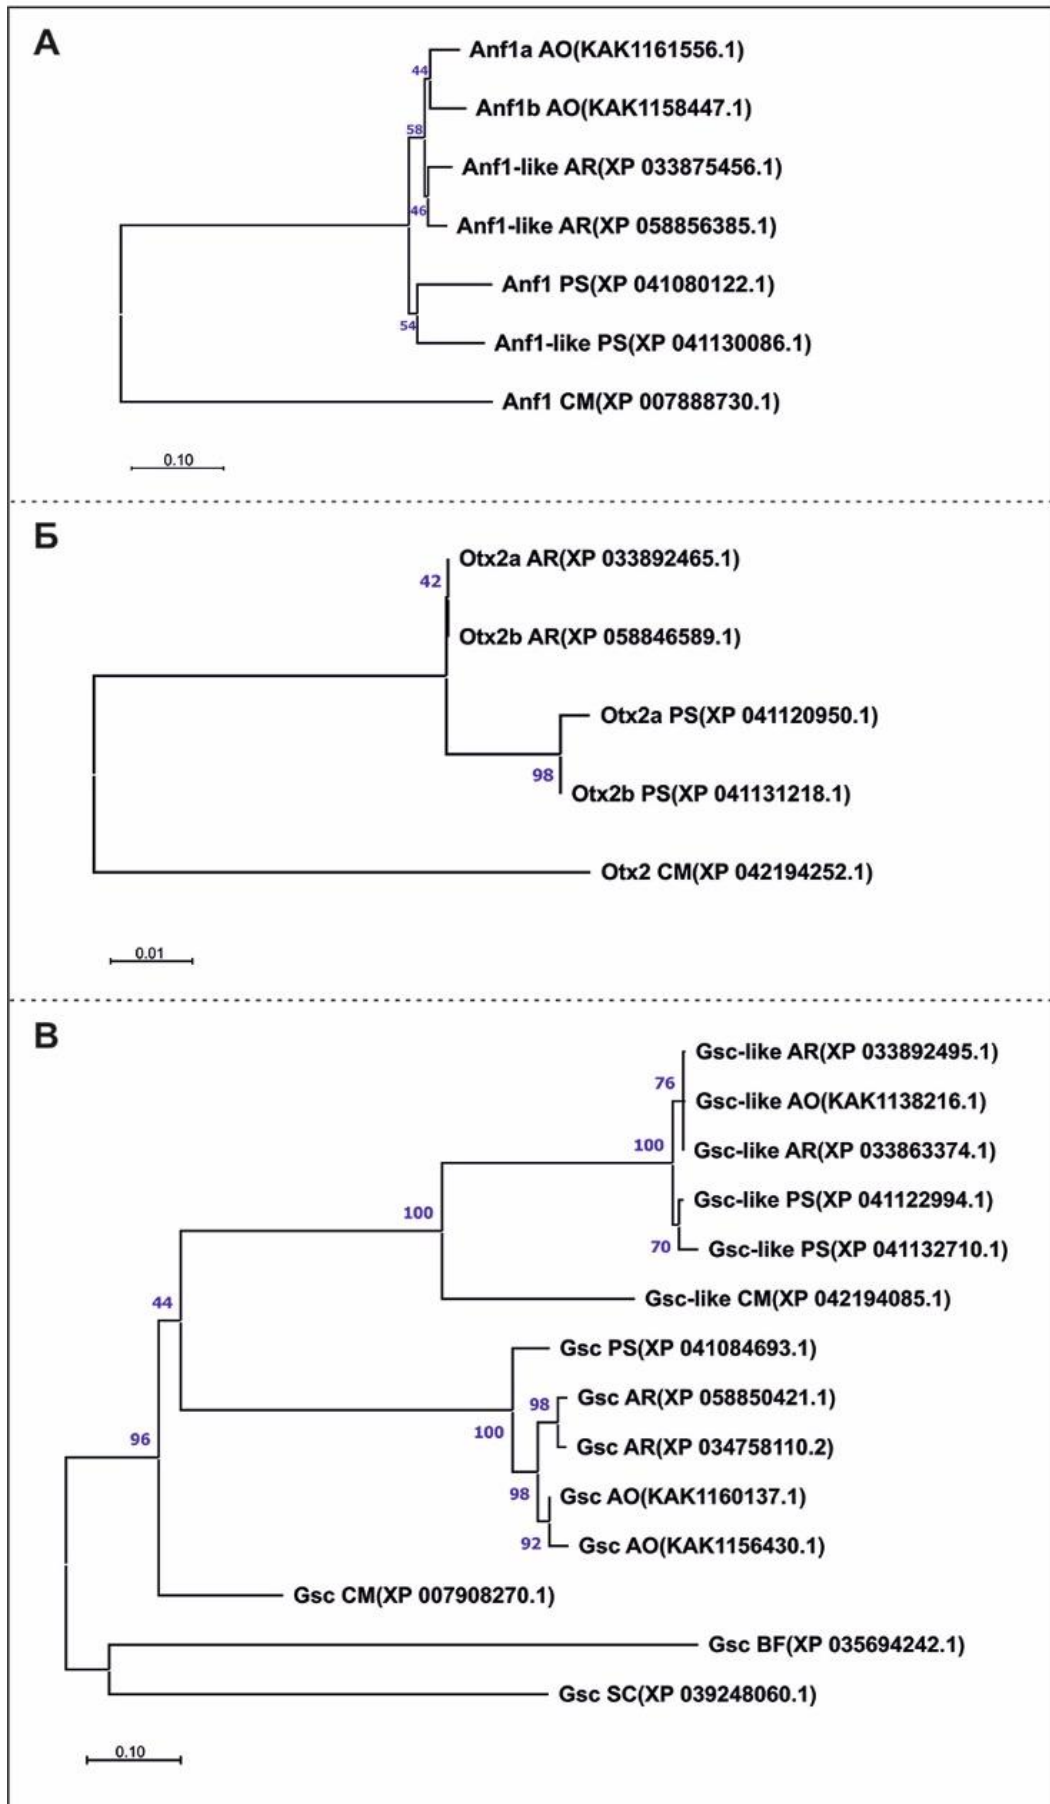 А
Anf1a AO(KAK1161556.1)
44
Anf1b AO(KAK1158447.1)
58
Anf1-like AR(XP 033875456.1)
46
Anf1-like AR(XP 058856385.1)
Anf1 PS(XP 041080122.1)
54
Anf1-like PS(XP 041130086.1)
Anf1 CM(XP 007888730.1)
0.10
Б
Otx2a AR(XP 033892465.1)
42
Otx2b AR(XP 058846589.1)
Otx2a PS(XP 041120950.1)
98
Otx2b PS(XP 041131218.1)
Otx2 CM(XP 042194252.1)
0.01
В
Gsc-like AR(XP 033892495.1)
76
Gsc-like AO(KAK1138216.1)
100
Gsc-like AR(XP 033863374.1)
Gsc-like PS(XP 041122994.1)
100
70
Gsc-like PS(XP 041132710.1)
Gsc-like CM(XP 042194085.1)
44
Gsc PS(XP 041084693.1)
98
Gsc AR(XP 058850421.1)
100
96
Gsc AR(XP 034758110.2)
98
Gsc AO(KAK1160137.1)
92
Gsc AO(KAK1156430.1)
Gsc CM(XP 007908270.1)
Gsc BF(XP 035694242.1)
Gsc SC(XP 039248060.1)
0.10